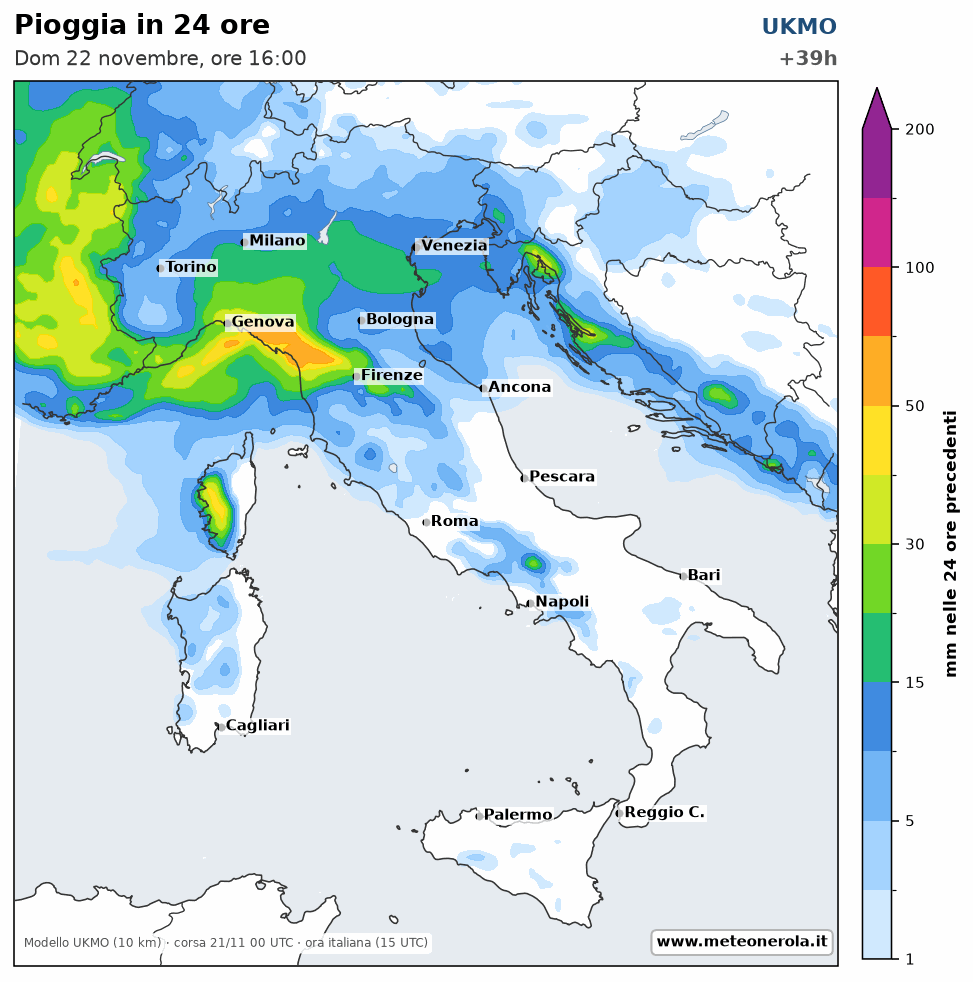 Pioggia in 24 ore
UKMO
Dom 22 novembre, ore 16:00
+39h
200
100
50
30
15
5
1
mm nelle 24 ore precedenti
Milano
Venezia
Torino
Genova
Bologna
Firenze
Ancona
Pescara
Roma
Bari
Napoli
Cagliari
Palermo
Reggio C.
Modello UKMO (10 km) · corsa 21/11 00 UTC · ora italiana (15 UTC)
www.meteonerola.it